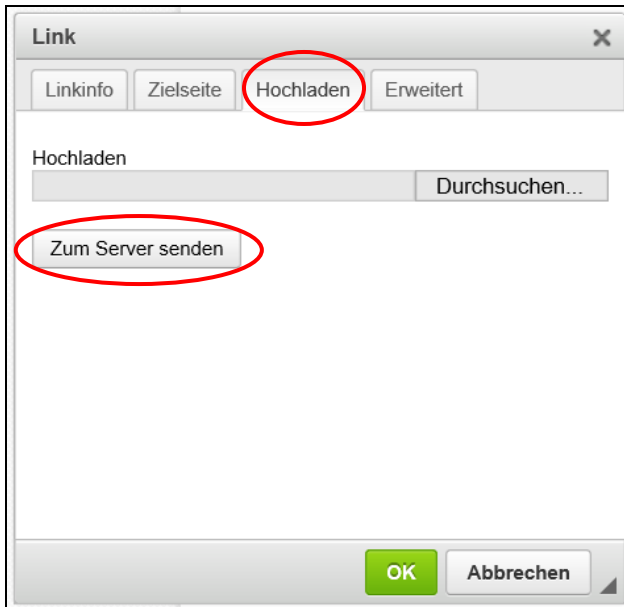 Link
Linkinfo Zielseite Hochladen Erweitert
Hochladen
Durchsuchen...
Zum Server senden
OK Abbrechen